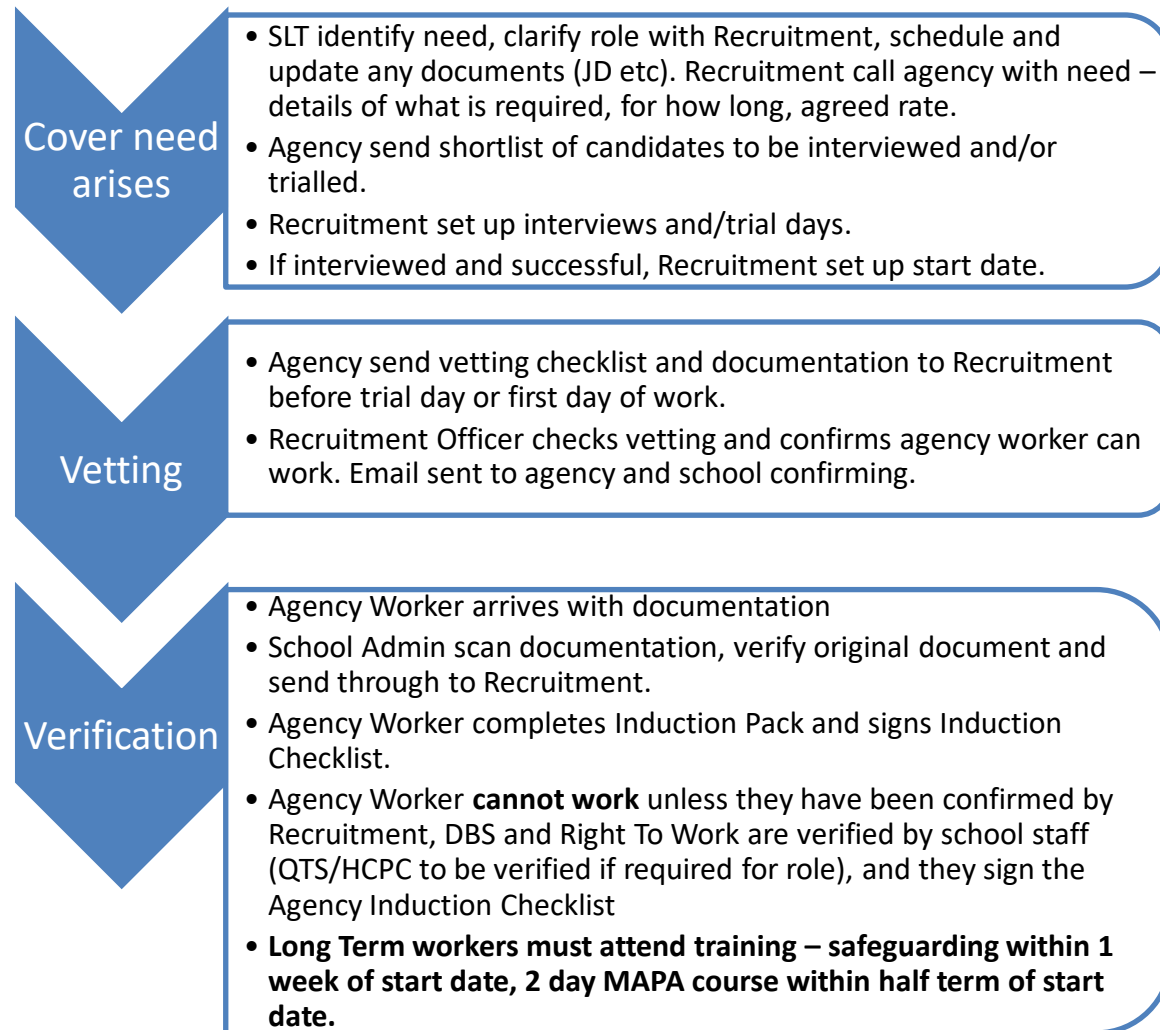 Cover need
arises
• SLT identify need, clarify role with Recruitment, schedule and
update any documents (JD etc). Recruitment call agency with need –
details of what is required, for how long, agreed rate.
• Agency send shortlist of candidates to be interviewed and/or
trialled.
• Recruitment set up interviews and/trial days.
• If interviewed and successful, Recruitment set up start date.
Vetting
• Agency send vetting checklist and documentation to Recruitment
before trial day or first day of work.
• Recruitment Officer checks vetting and confirms agency worker can
work. Email sent to agency and school confirming.
Verification
• Agency Worker arrives with documentation
• School Admin scan documentation, verify original document and
send through to Recruitment.
• Agency Worker completes Induction Pack and signs Induction
Checklist.
• Agency Worker cannot work unless they have been confirmed by
Recruitment, DBS and Right To Work are verified by school staff
(QTS/HCPC to be verified if required for role), and they sign the
Agency Induction Checklist
• Long Term workers must attend training – safeguarding within 1
week of start date, 2 day MAPA course within half term of start
date.